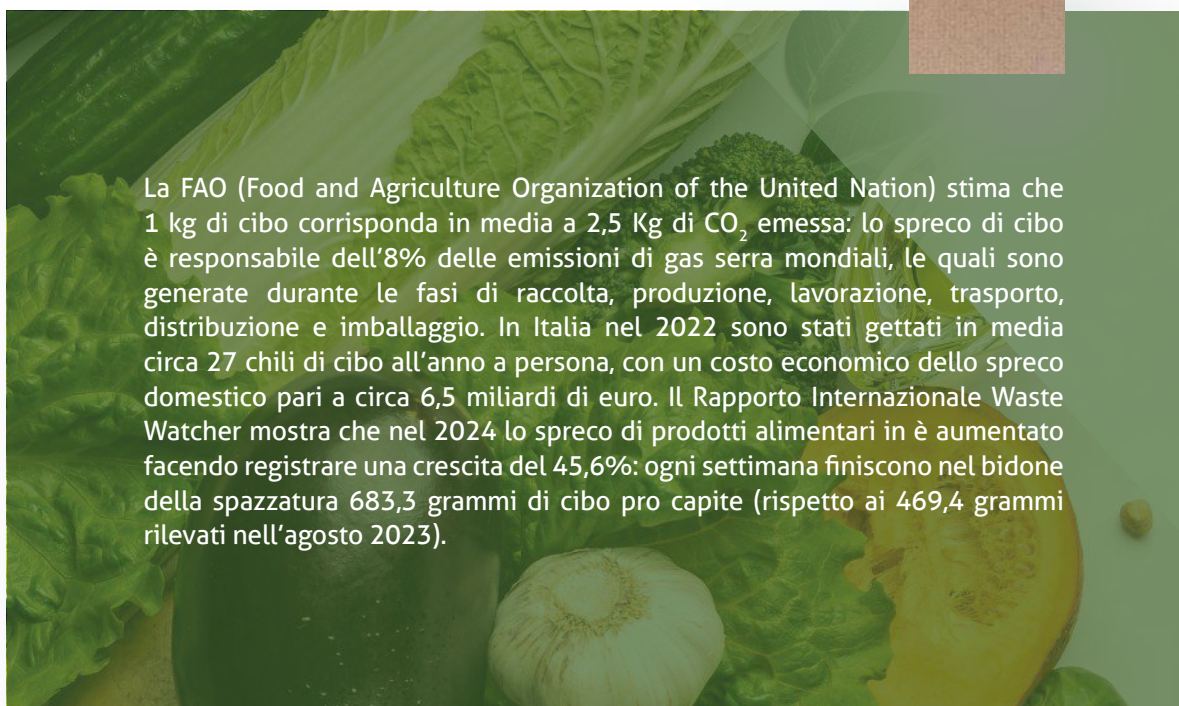 La FAO (Food and Agriculture Organization of the United Nation) stima che
1 kg di cibo corrisponda in media a 2,5 Kg di CO₂ emessa: lo spreco di cibo
è responsabile dell’8% delle emissioni di gas serra mondiali, le quali sono
generate durante le fasi di raccolta, produzione, lavorazione, trasporto,
distribuzione e imballaggio. In Italia nel 2022 sono stati gettati in media
circa 27 chili di cibo all’anno a persona, con un costo economico dello spreco
domestico pari a circa 6,5 miliardi di euro. Il Rapporto Internazionale Waste
Watcher mostra che nel 2024 lo spreco di prodotti alimentari in è aumentato
facendo registrare una crescita del 45,6%: ogni settimana finiscono nel bidone
della spazzatura 683,3 grammi di cibo pro capite (rispetto ai 469,4 grammi
rilevati nell’agosto 2023).